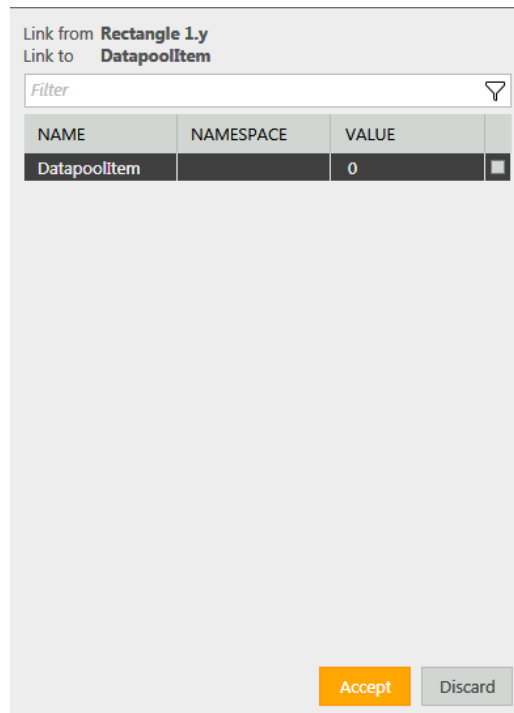 Link from Rectangle 1.y
Link to DatapoolItem
Filter
NAME NAMESPACE VALUE
DatapoolItem 0
Accept Discard